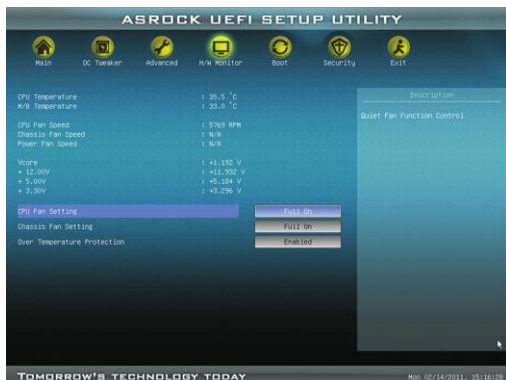 ASROCK UEFI SETUP UTILITY
Main OC Tweaker Advanced H/W Monitor Boot Security Exit
CPU Temperature : 35.5 °C
M/B Temperature : 33.0 °C
CPU Fan Speed : 5769 RPM
Chassis Fan Speed : N/A
Power Fan Speed : N/A
Vcore : +1.192 V
+ 12.00V : +11.932 V
+ 5.00V : +5.184 V
+ 3.30V : +3.296 V
CPU Fan Setting Full On
Chassis Fan Setting Full On
Over Temperature Protection Enabled
Description
Quiet Fan Function Control
TOMORROW'S TECHNOLOGY TODAY
Mon 02/14/2011, 15:16:28